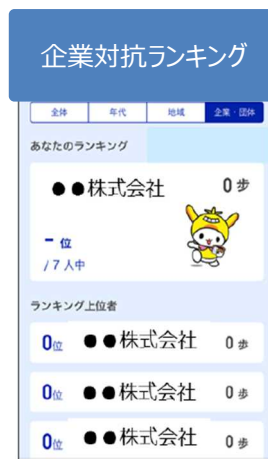 企業対抗ランキング
全体 年代 地域 企業・団体
あなたのランキング
●●株式会社 0歩
- 位
/7人中
ランキング上位者
0位 ●●株式会社 0歩
0位 ●●株式会社 0歩
0位 ●●株式会社 0歩